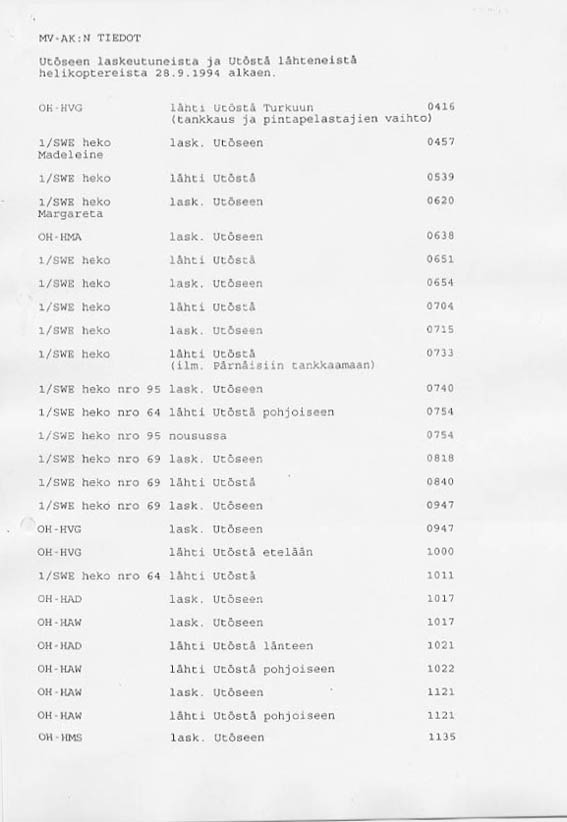 MV-AK:N TIEDOT
Utöseen laskeutuneista ja Utöstä lähteneistä
helikoptereista 28.9.1994 alkaen.
OH-HVG lähti Utöstä Turkuun 0416
(tankkaus ja pintapelastajien vaihto)
1/SWE heko lask. Utöseen 0457
Madeleine
1/SWE heko lähti Utöstä 0539
1/SWE heko lask. Utöseen 0620
Margareta
OH-HMA lask. Utöseen 0638
1/SWE heko lähti Utöstä 0651
1/SWE heko lask. Utöseen 0654
1/SWE heko lähti Utöstä 0704
1/SWE heko lask. Utöseen 0715
1/SWE heko lähti Utöstä 0733
(ilm. Pärnäisiin tankkaamaan)
1/SWE heko nro 95 lask. Utöseen 0740
1/SWE heko nro 64 lähti Utöstä pohjoiseen 0754
1/SWE heko nro 95 nousussa 0754
1/SWE heko nro 69 lask. Utöseen 0818
1/SWE heko nro 69 lähti Utöstä 0840
1/SWE heko nro 69 lask. Utöseen 0947
OH-HVG lask. Utöseen 0947
OH-HVG lähti Utöstä etelään 1000
1/SWE heko nro 64 lähti Utöstä 1011
OH-HAD lask. Utöseen 1017
OH-HAW lask. Utöseen 1017
OH-HAD lähti Utöstä länteen 1021
OH-HAW lähti Utöstä pohjoiseen 1022
OH-HAW lask. Utöseen 1121
OH-HAW lähti Utöstä pohjoiseen 1121
OH-HMS lask. Utöseen 1135